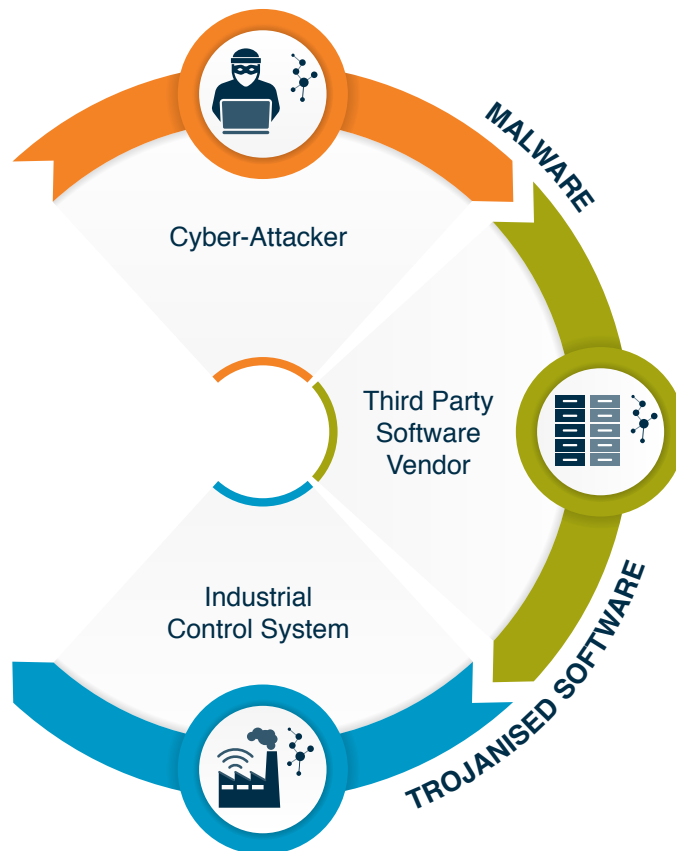 MALWARE
Cyber-Attacker
Third Party
Software
Vendor
Industrial
Control System
TROJANISED SOFTWARE